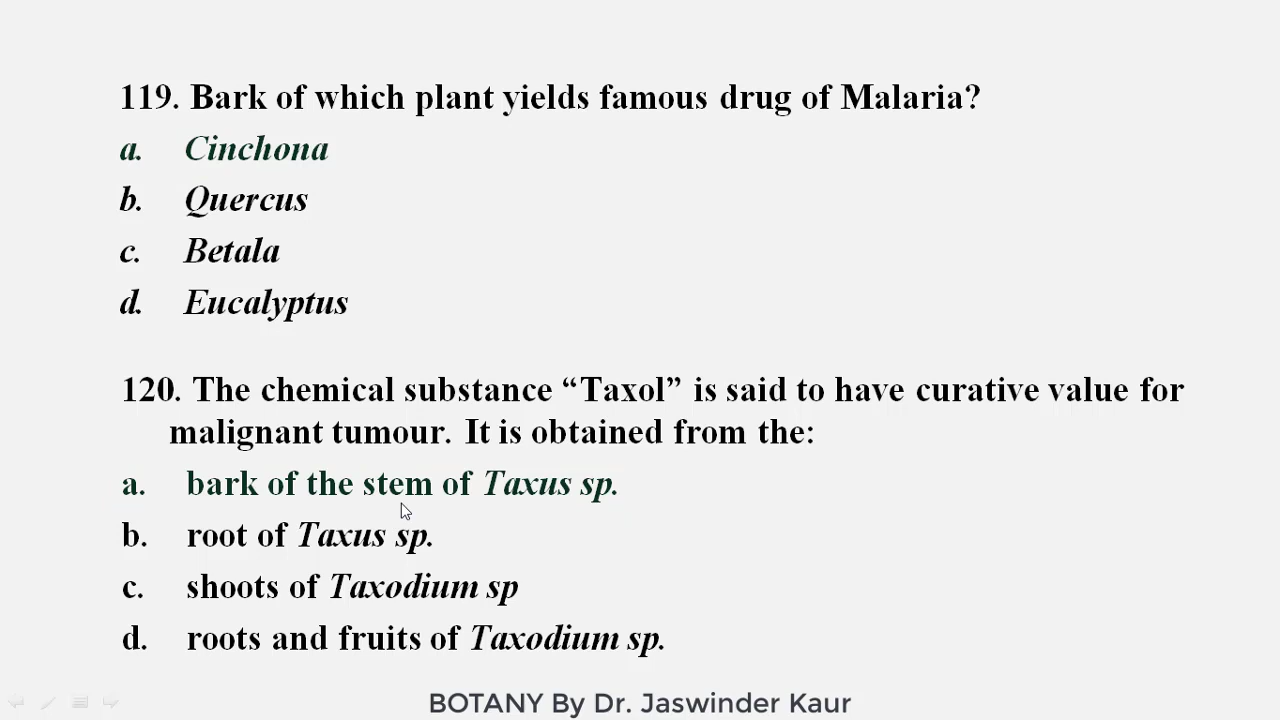 119. Bark of which plant yields famous drug of Malaria?
a. Cinchona
b. Quercus
c. Betala
d. Eucalyptus
120. The chemical substance “Taxol” is said to have curative value for
malignant tumour. It is obtained from the:
a. bark of the stem of Taxus sp.
b. root of Taxus sp.
c. shoots of Taxodium sp
d. roots and fruits of Taxodium sp.
BOTANY By Dr. Jaswinder Kaur